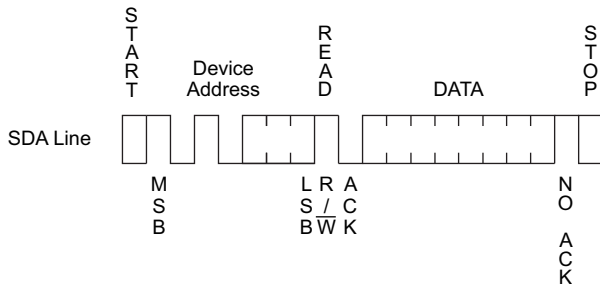 START
READ
STOP
Device
Address
DATA
SDA Line
MSB
LSB
R/W
ACK
NO ACK